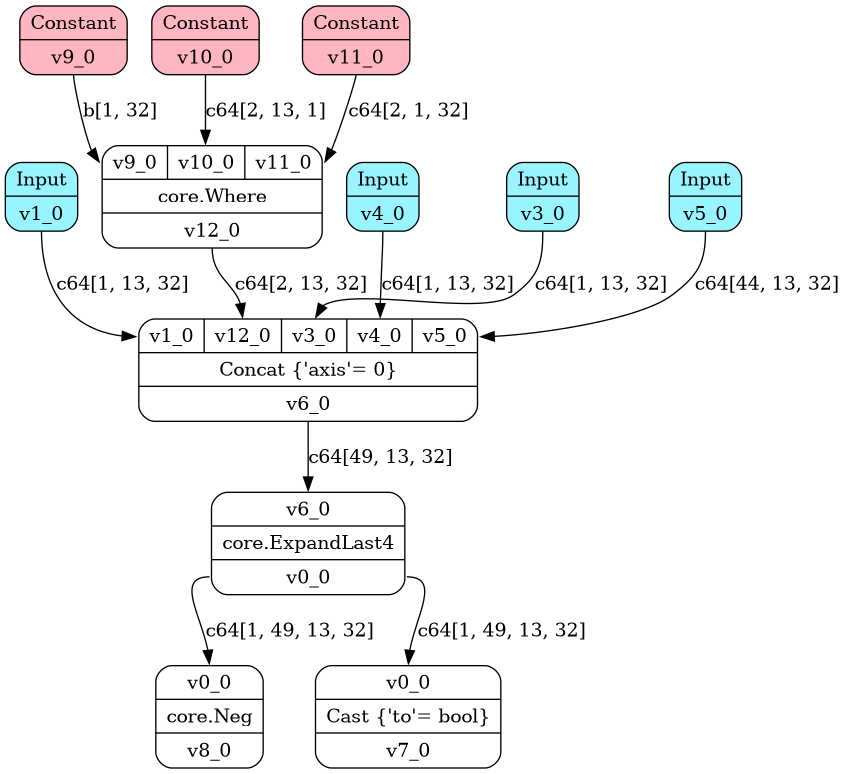 Constant
v9_0
Constant
v10_0
Constant
v11_0
b[1, 32]
c64[2, 13, 1]
c64[2, 1, 32]
v9_0 v10_0 v11_0
core.Where
v12_0
Input
v1_0
Input
v4_0
Input
v3_0
Input
v5_0
c64[1, 13, 32]
c64[2, 13, 32]
c64[1, 13, 32]
c64[1, 13, 32]
c64[44, 13, 32]
v1_0 v12_0 v3_0 v4_0 v5_0
Concat {'axis'= 0}
v6_0
c64[49, 13, 32]
v6_0
core.ExpandLast4
v0_0
c64[1, 49, 13, 32]
c64[1, 49, 13, 32]
v0_0
core.Neg
v8_0
v0_0
Cast {'to'= bool}
v7_0